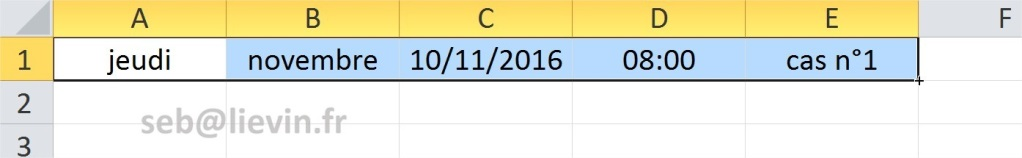 A B C D E F
1 jeudi novembre 10/11/2016 08:00 cas n°1
2
seb@lievin.fr
3